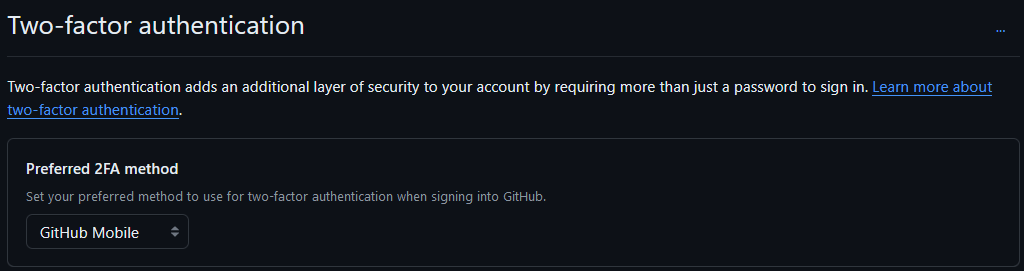 Two-factor authentication
...
Two-factor authentication adds an additional layer of security to your account by requiring more than just a password to sign in. Learn more about
two-factor authentication.
Preferred 2FA method
Set your preferred method to use for two-factor authentication when signing into GitHub.
GitHub Mobile